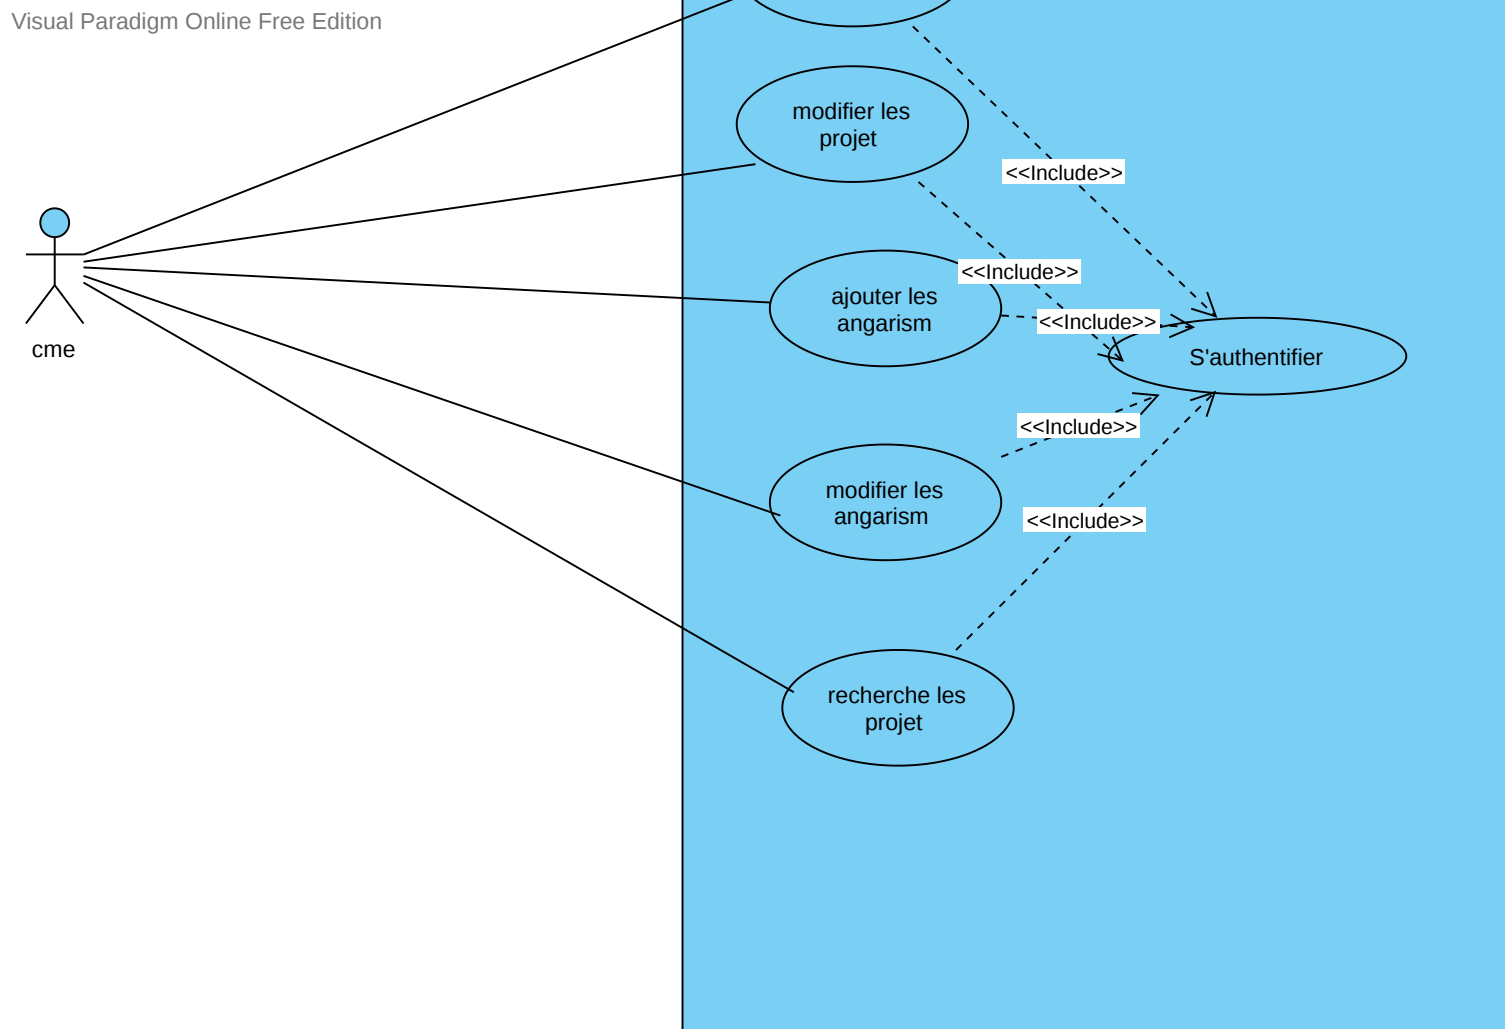 Visual Paradigm Online Free Edition
modifier les
projet
<<Include>>
<<Include>>
ajouter les
angarism
<<Include>>
cme
S'authentifier
<<Include>>
modifier les
angarism
<<Include>>
recherche les
projet